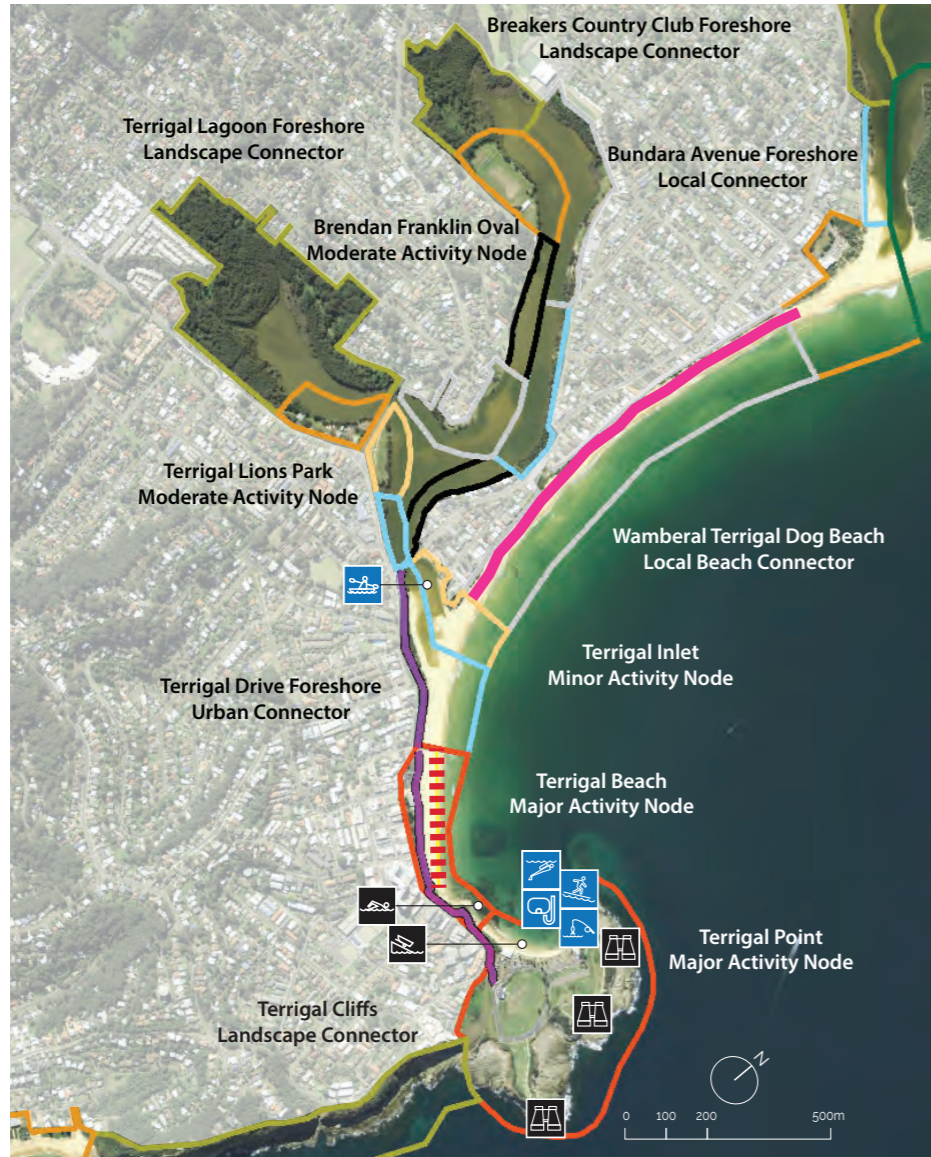 Breakers Country Club Foreshore
Landscape Connector
Terrigal Lagoon Foreshore
Landscape Connector
Bundara Avenue Foreshore
Local Connector
Brendan Franklin Oval
Moderate Activity Node
Terrigal Lions Park
Moderate Activity Node
Wamberal Terrigal Dog Beach
Local Beach Connector
Terrigal Inlet
Minor Activity Node
Terrigal Drive Foreshore
Urban Connector
Terrigal Beach
Major Activity Node
Terrigal Point
Major Activity Node
Terrigal Cliffs
Landscape Connector
N
0 100 200 500m